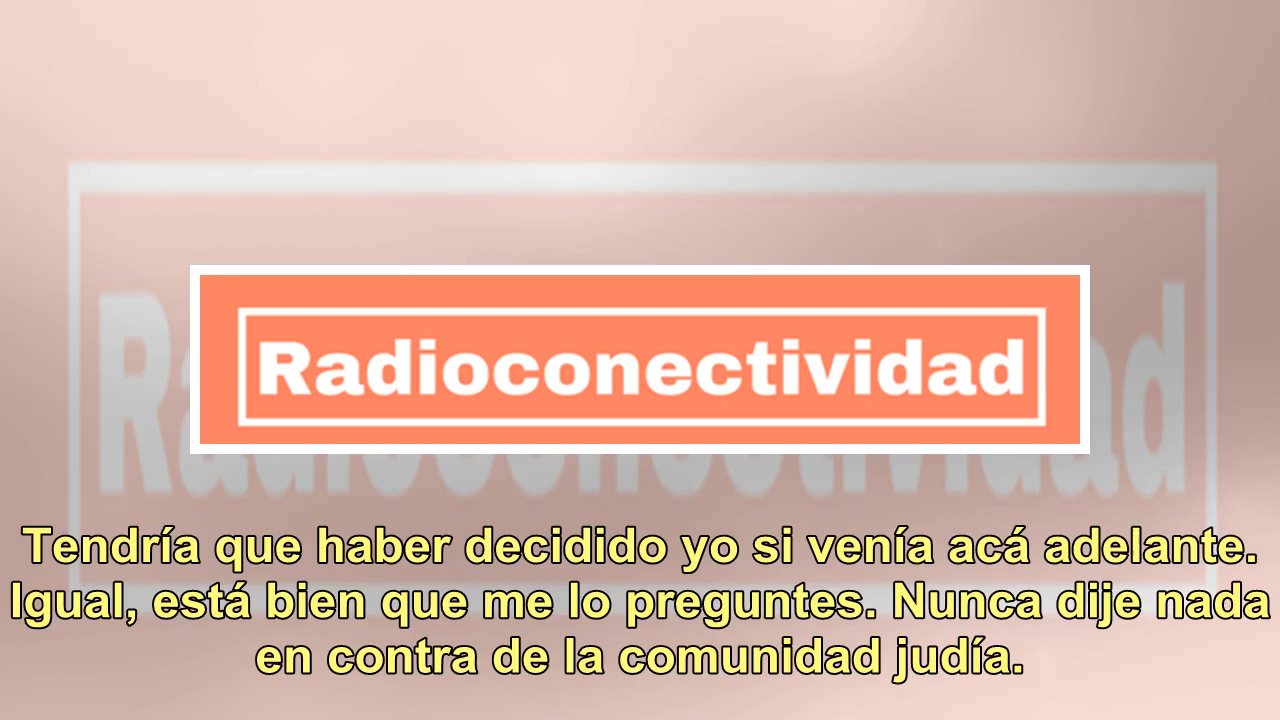 Radioconectividad
Tendría que haber decidido yo si venía acá adelante.
Igual, está bien que me lo preguntes. Nunca dije nada
en contra de la comunidad judía.